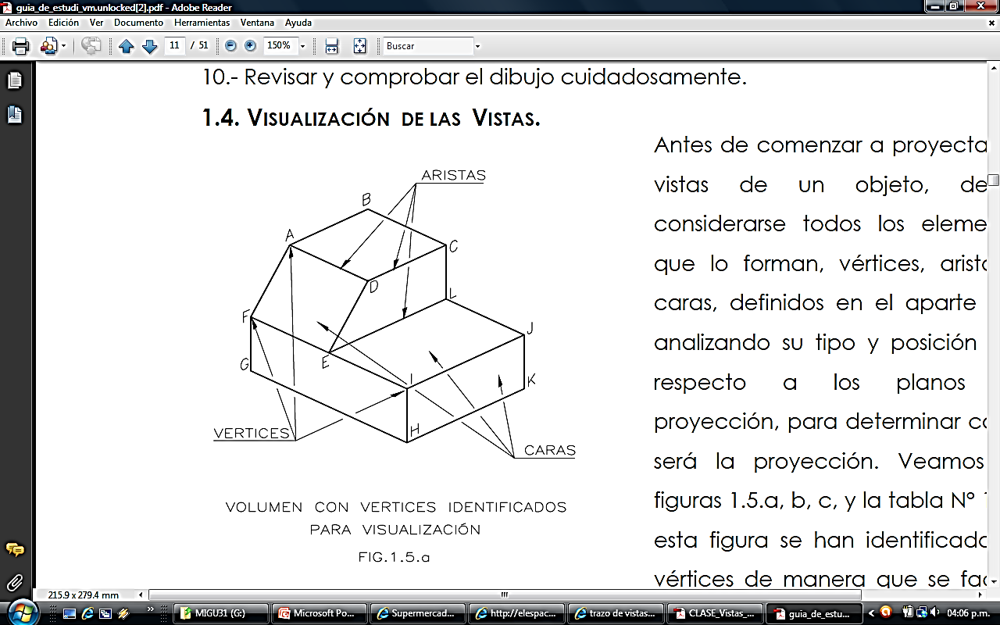 guia_de_estudi_vm.unlocked[2].pdf - Adobe Reader
Archivo Edición Ver Documento Herramientas Ventana Ayuda
11 / 51 150% Buscar
10.- Revisar y comprobar el dibujo cuidadosamente.
1.4. VISUALIZACIÓN DE LAS VISTAS.
ARISTAS
B
A
C
D
L
F
J
E
G
I
K
H
VERTICES
CARAS
VOLUMEN CON VERTICES IDENTIFICADOS
PARA VISUALIZACIÓN
FIG.1.5.a
Antes de comenzar a proyecta
vistas de un objeto, de
considerarse todos los eleme
que lo forman, vértices, arista
caras, definidos en el aparte
analizando su tipo y posición
respecto a los planos
proyección, para determinar co
será la proyección. Veamos
figuras 1.5.a, b, c, y la tabla N° 1
esta figura se han identificado
vértices de manera que se fac
215.9 x 279.4 mm
MIGU31 (G:) Microsoft Po... Supermercad... http://elespac... trazo de vistas... CLASE_Vistas_... guia_de_estu... 04:06 p.m.